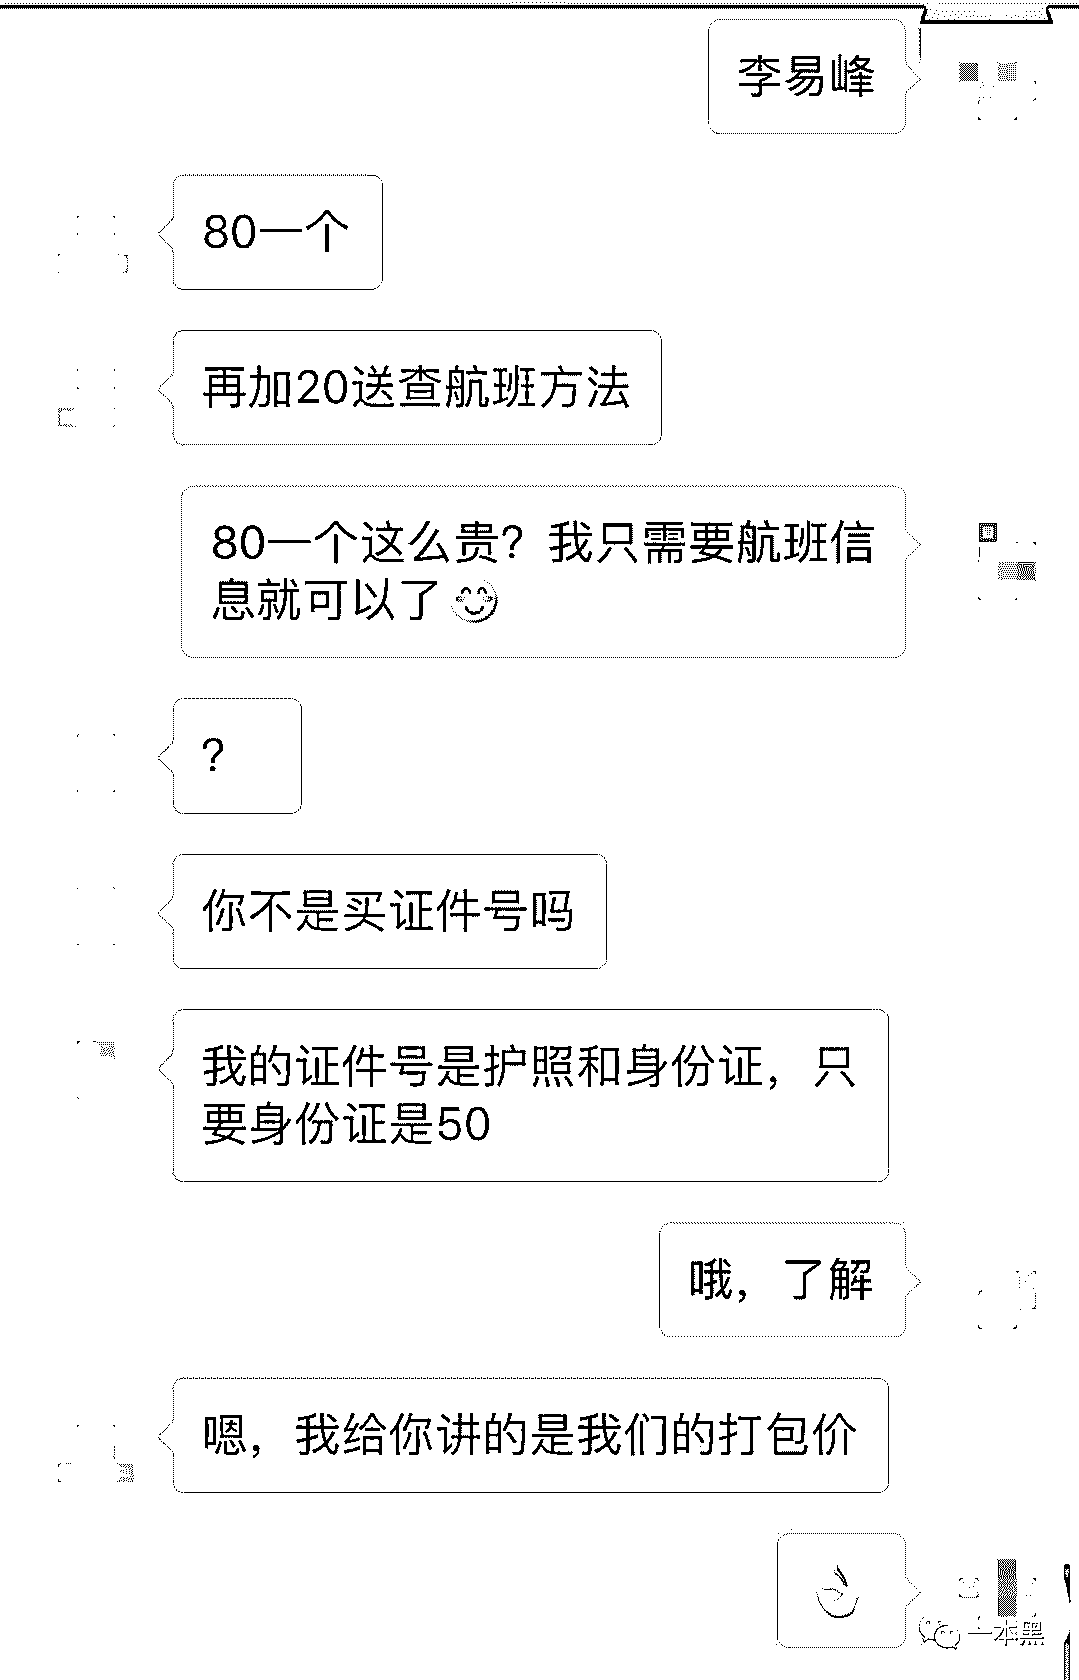 李易峰
80一个
再加20送查航班方法
80一个这么贵？我只需要航班信
息就可以了
？
你不是买证件号吗
我的证件号是护照和身份证，只
要身份证是50
哦，了解
嗯，我给你讲的是我们的打包价
一本黑